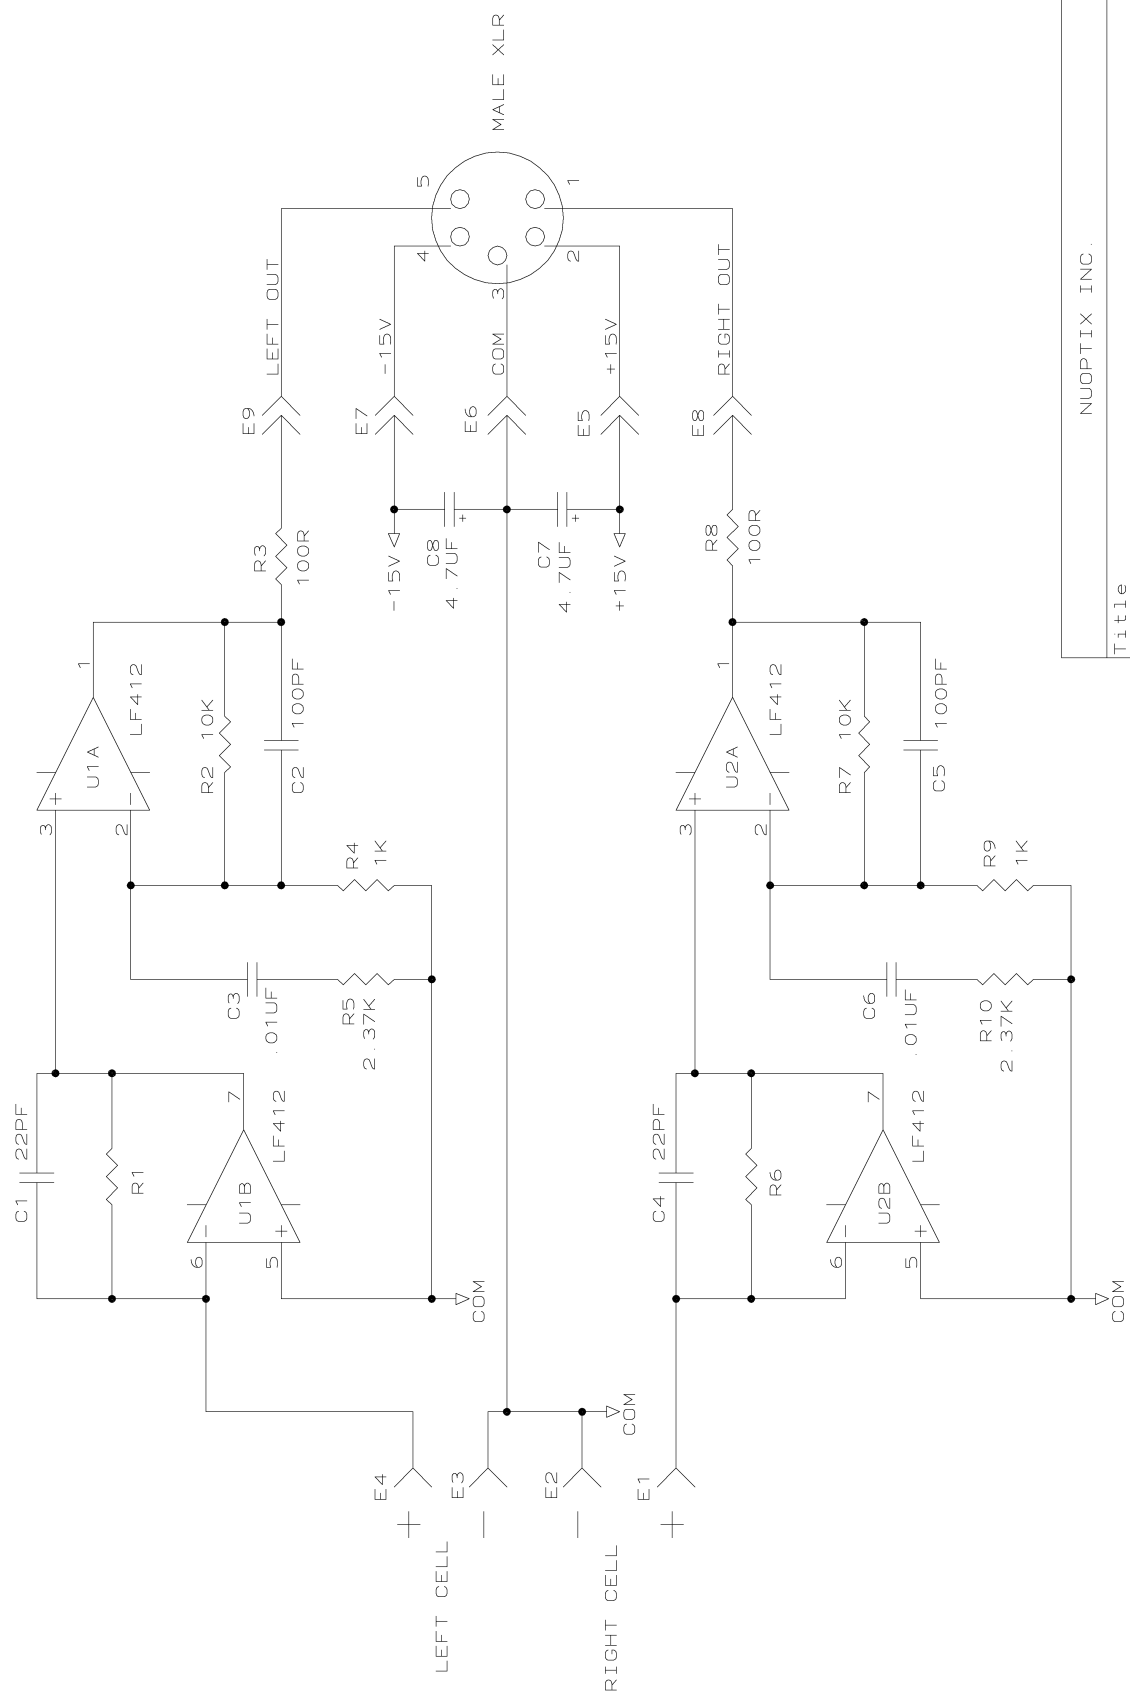 C1 22PF
R1
6
5
7
U1B
LF412
COM
3
2
1
U1A
LF412
R2 10K
C2 100PF
C3
.01UF
R5
2.37K
R4
1K
R3
100R
E9
LEFT OUT
-15V
C8
4.7UF
E7
-15V
E6
COM
C7
4.7UF
+15V
E5
+15V
5
4
3
2
1
MALE XLR
LEFT CELL
+
E4
-
E3
-
E2
+
E1
RIGHT CELL
COM
C4 22PF
R6
6
5
7
U2B
LF412
COM
3
2
1
U2A
LF412
R7 10K
C5 100PF
C6
.01UF
R10
2.37K
R9
1K
R8
100R
E8
RIGHT OUT
NUOPTIX INC.
Title